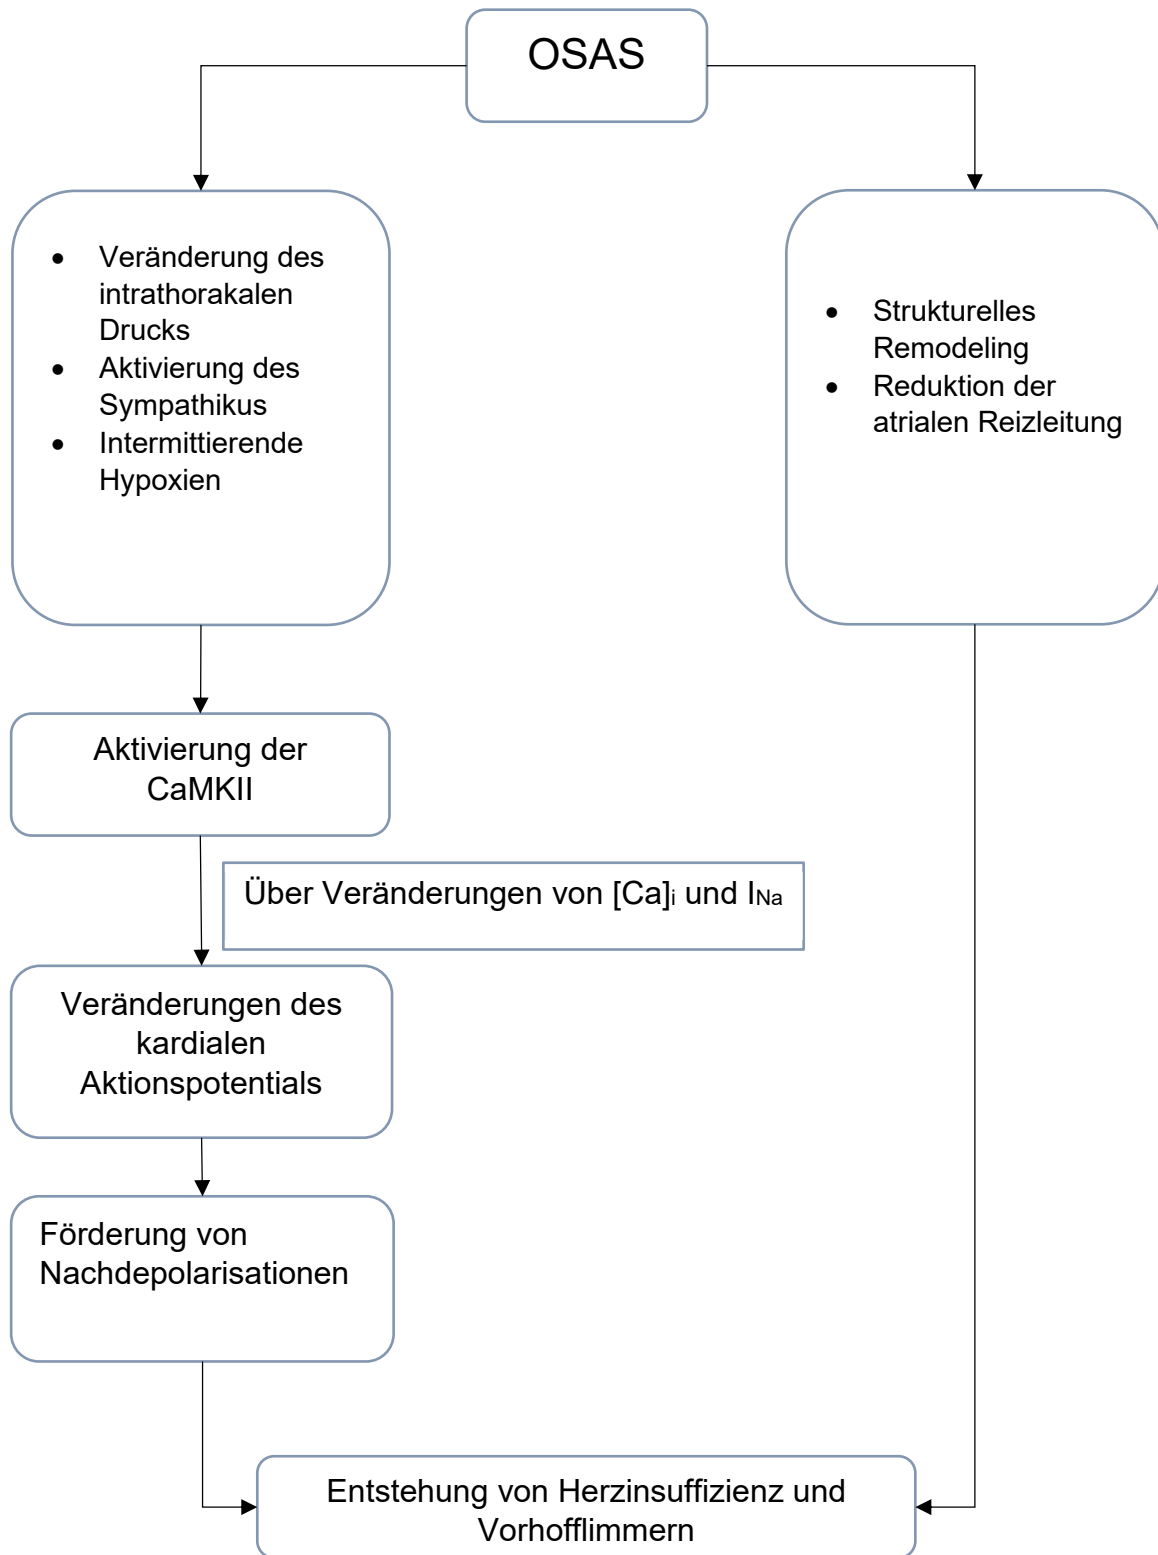 OSAS
• Veränderung des
intrathorakalen
Drucks
• Aktivierung des
Sympathikus
• Intermittierende
Hypoxien
• Strukturelles
Remodeling
• Reduktion der
atrialen Reizleitung
Aktivierung der
CaMKII
Über Veränderungen von [Ca]i und INa
Veränderungen des
kardialen
Aktionspotentials
Förderung von
Nachdepolarisationen
Entstehung von Herzinsuffizienz und
Vorhofflimmern